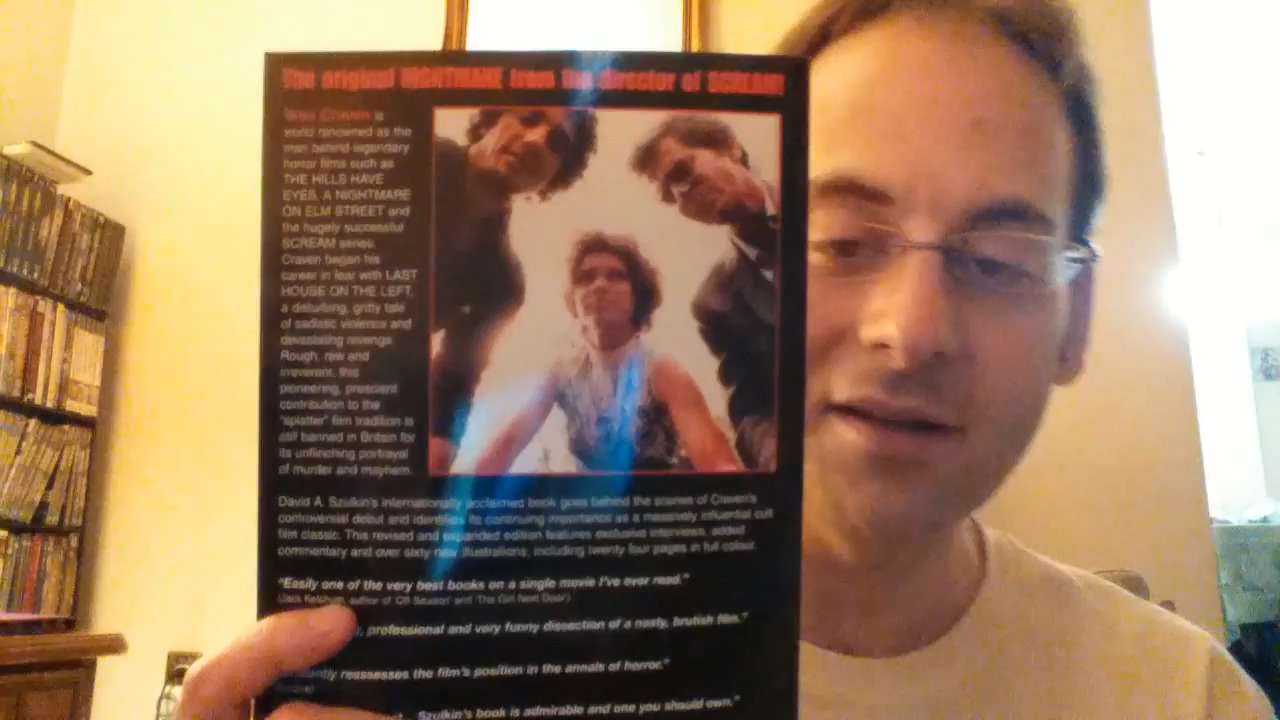 The original NIGHTMARE from the director of SCREAM!
Wes Craven is
world renowned as the
man behind legendary
horror films such as
THE HILLS HAVE
EYES, A NIGHTMARE
ON ELM STREET and
the hugely successful
SCREAM series.
Craven began his
career in fear with LAST
HOUSE ON THE LEFT,
a disturbing, gritty tale
of sadistic violence and
devastating revenge.
Rough, raw and
irreverent, this
pioneering, prescient
contribution to the
"splatter" film tradition is
still banned in Britain for
its unflinching portrayal
of murder and mayhem.
David A. Szulkin's internationally acclaimed book goes behind the scenes of Craven's
controversial debut and identifies its continuing importance as a massively influential cult
film classic. This revised and expanded edition features exclusive interviews, added
commentary and over sixty new illustrations, including twenty four pages in full colour.
"Easily one of the very best books on a single movie I've ever read."
(Jack Ketchum, author of 'Off Season' and 'The Girl Next Door')
, professional and very funny dissection of a nasty, brutish film."
reassesses the film's position in the annals of horror."
Szulkin's book is admirable and one you should own."